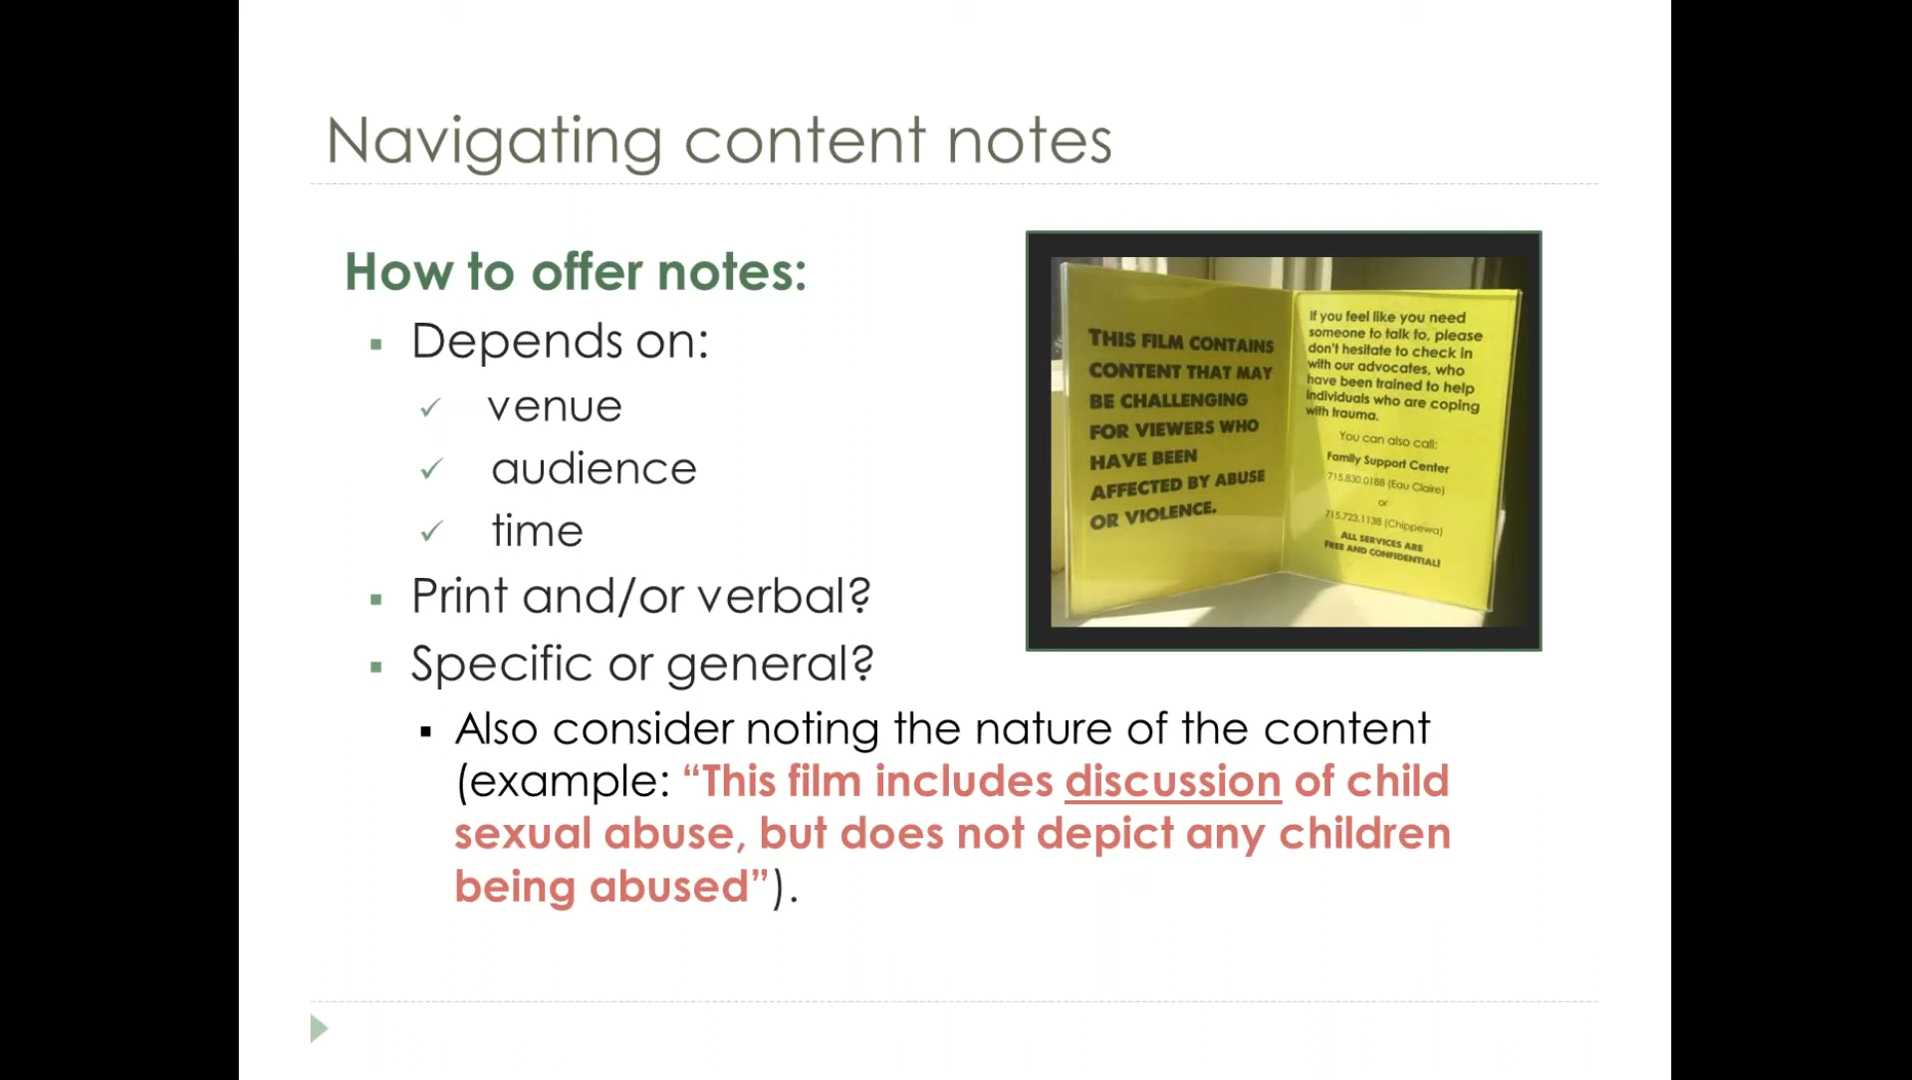 Navigating content notes
How to offer notes:
Depends on:
venue
audience
time
Print and/or verbal?
Specific or general?
Also consider noting the nature of the content
(example: “This film includes discussion of child
sexual abuse, but does not depict any children
being abused”).
THIS FILM CONTAINS
CONTENT THAT MAY
BE CHALLENGING
FOR VIEWERS WHO
HAVE BEEN
AFFECTED BY ABUSE
OR VIOLENCE.
If you feel like you need
someone to talk to, please
don't hesitate to check in
with our advocates, who
have been trained to help
individuals who are coping
with trauma.
You can also call:
Family Support Center
715.830.0188 (Eau Claire)
or
715.723.1138 (Chippewa)
ALL SERVICES ARE
FREE AND CONFIDENTIAL!